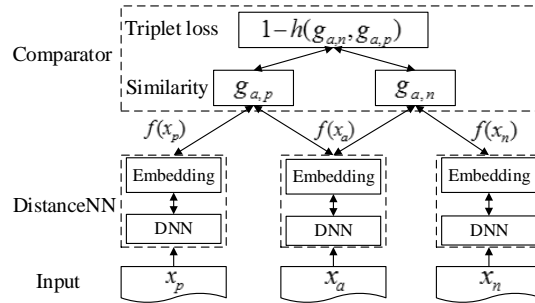 Triplet loss 1−h(g_{a,n}, g_{a,p})
Comparator
Similarity g_{a,p} g_{a,n}
f(x_p) f(x_a) f(x_n)
Embedding Embedding Embedding
DistanceNN
DNN DNN DNN
Input x_p x_a x_n